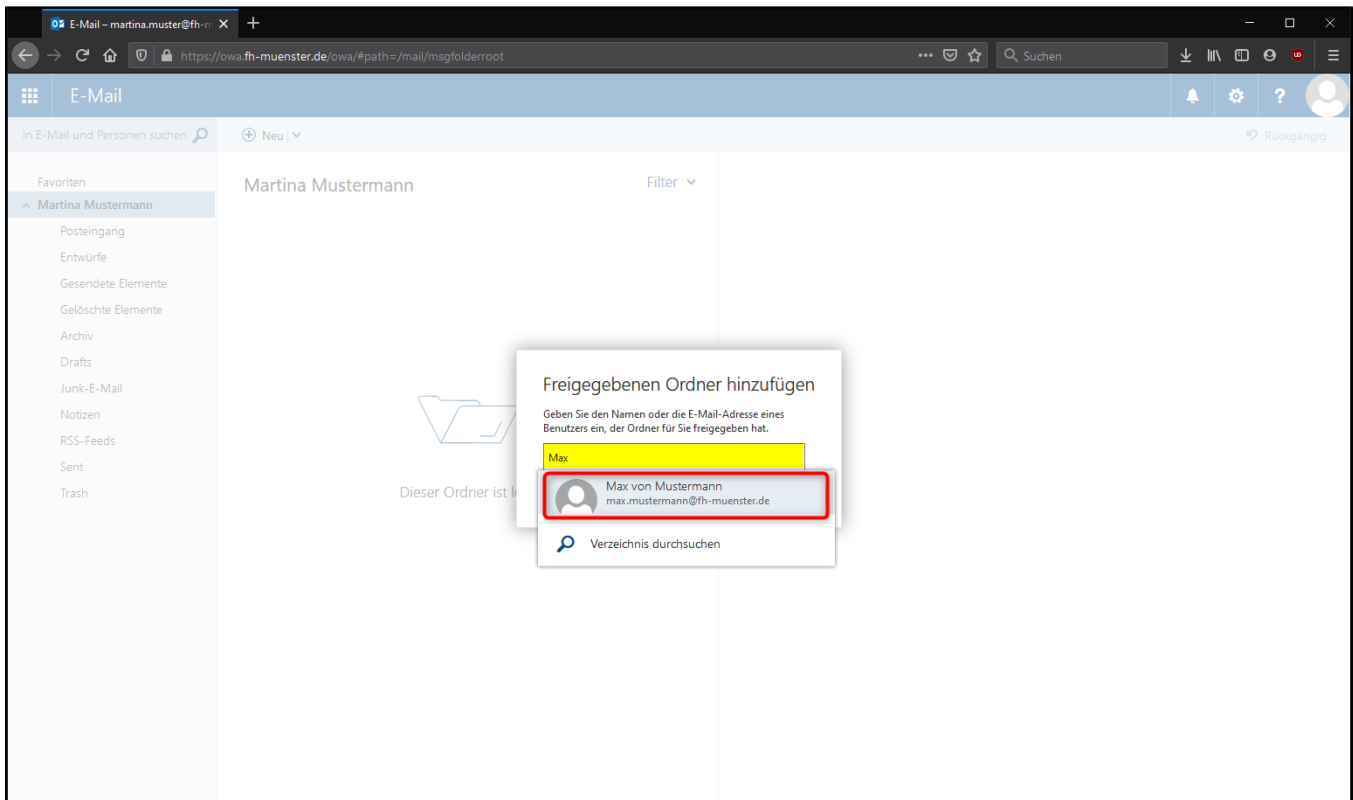 E-Mail – martina.muster@fh-m
https://owa.fh-muenster.de/owa/#path=/mail/msgfolderroot
Suchen
E-Mail
?
In E-Mail und Personen suchen
Neu
Rückgängig
Favoriten
Martina Mustermann
Posteingang
Entwürfe
Gesendete Elemente
Gelöschte Elemente
Archiv
Drafts
Junk-E-Mail
Notizen
RSS-Feeds
Sent
Trash
Martina Mustermann
Filter
Dieser Ordner ist
Freigegebenen Ordner hinzufügen
Geben Sie den Namen oder die E-Mail-Adresse eines
Benutzers ein, der Ordner für Sie freigegeben hat.
Max
Max von Mustermann
max.mustermann@fh-muenster.de
Verzeichnis durchsuchen